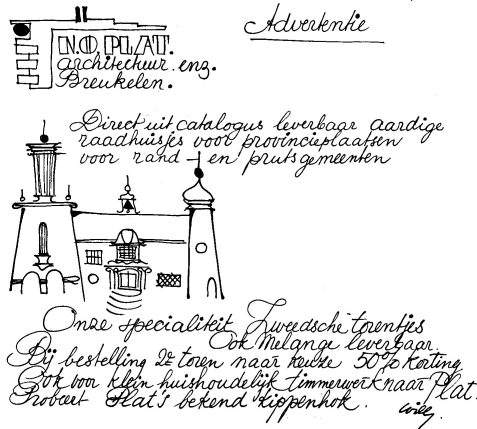 Advertentie
N.O. PLAT.
architecteur. enz.
Breukelen.
Direct uit catalogus leverbaar aardige
raadhuisjes voor provincieplaatsen
voor rand- en prutsgemeenten
Onze specialiteit Zweedsche torentjes
Ook Melange leverbaar.
Bij bestelling 2e toren naar keuze 50% korting
Ook voor klein huishoudelijk timmerwerk naar Plat.
Probeert Plat's bekend kippenhok.